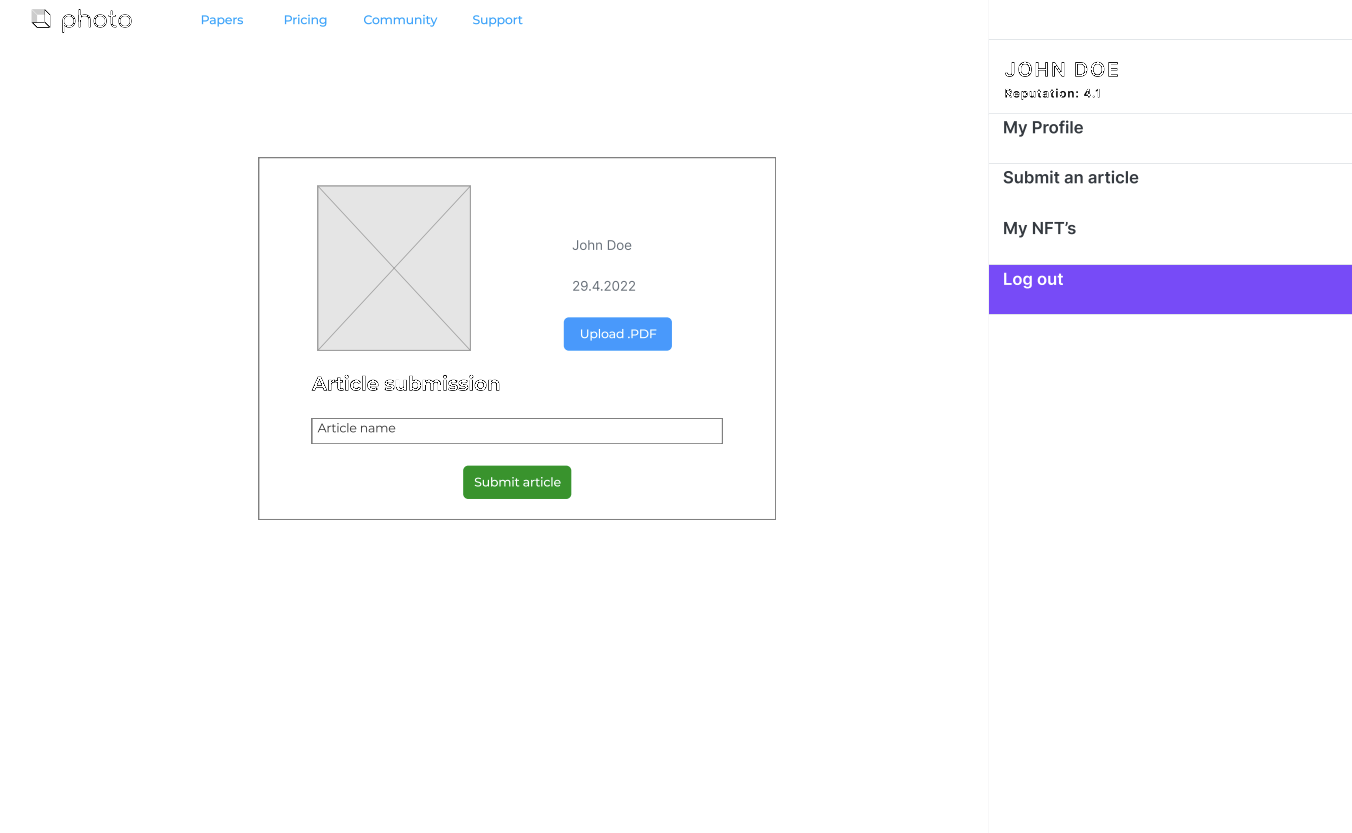 photo
Papers Pricing Community Support
JOHN DOE
Reputation: 4.1
My Profile
Submit an article
My NFT’s
Log out
John Doe
29.4.2022
Upload .PDF
Article submission
Article name
Submit article